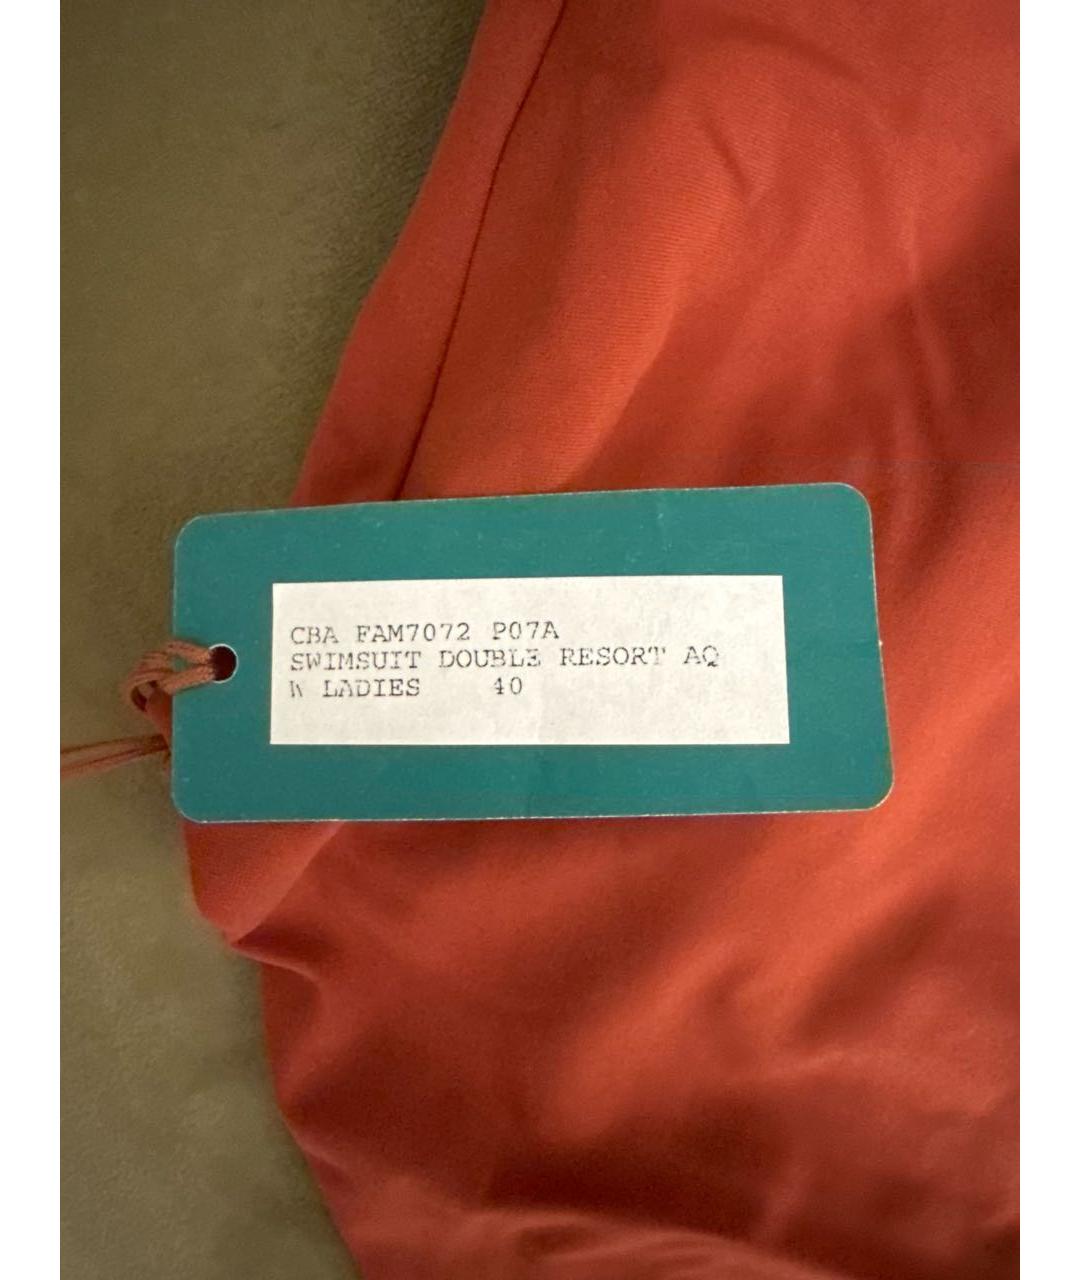 CBA FAM7072 P07A
SWIMSUIT DOUBLE RESORT AQ
W LADIES 40